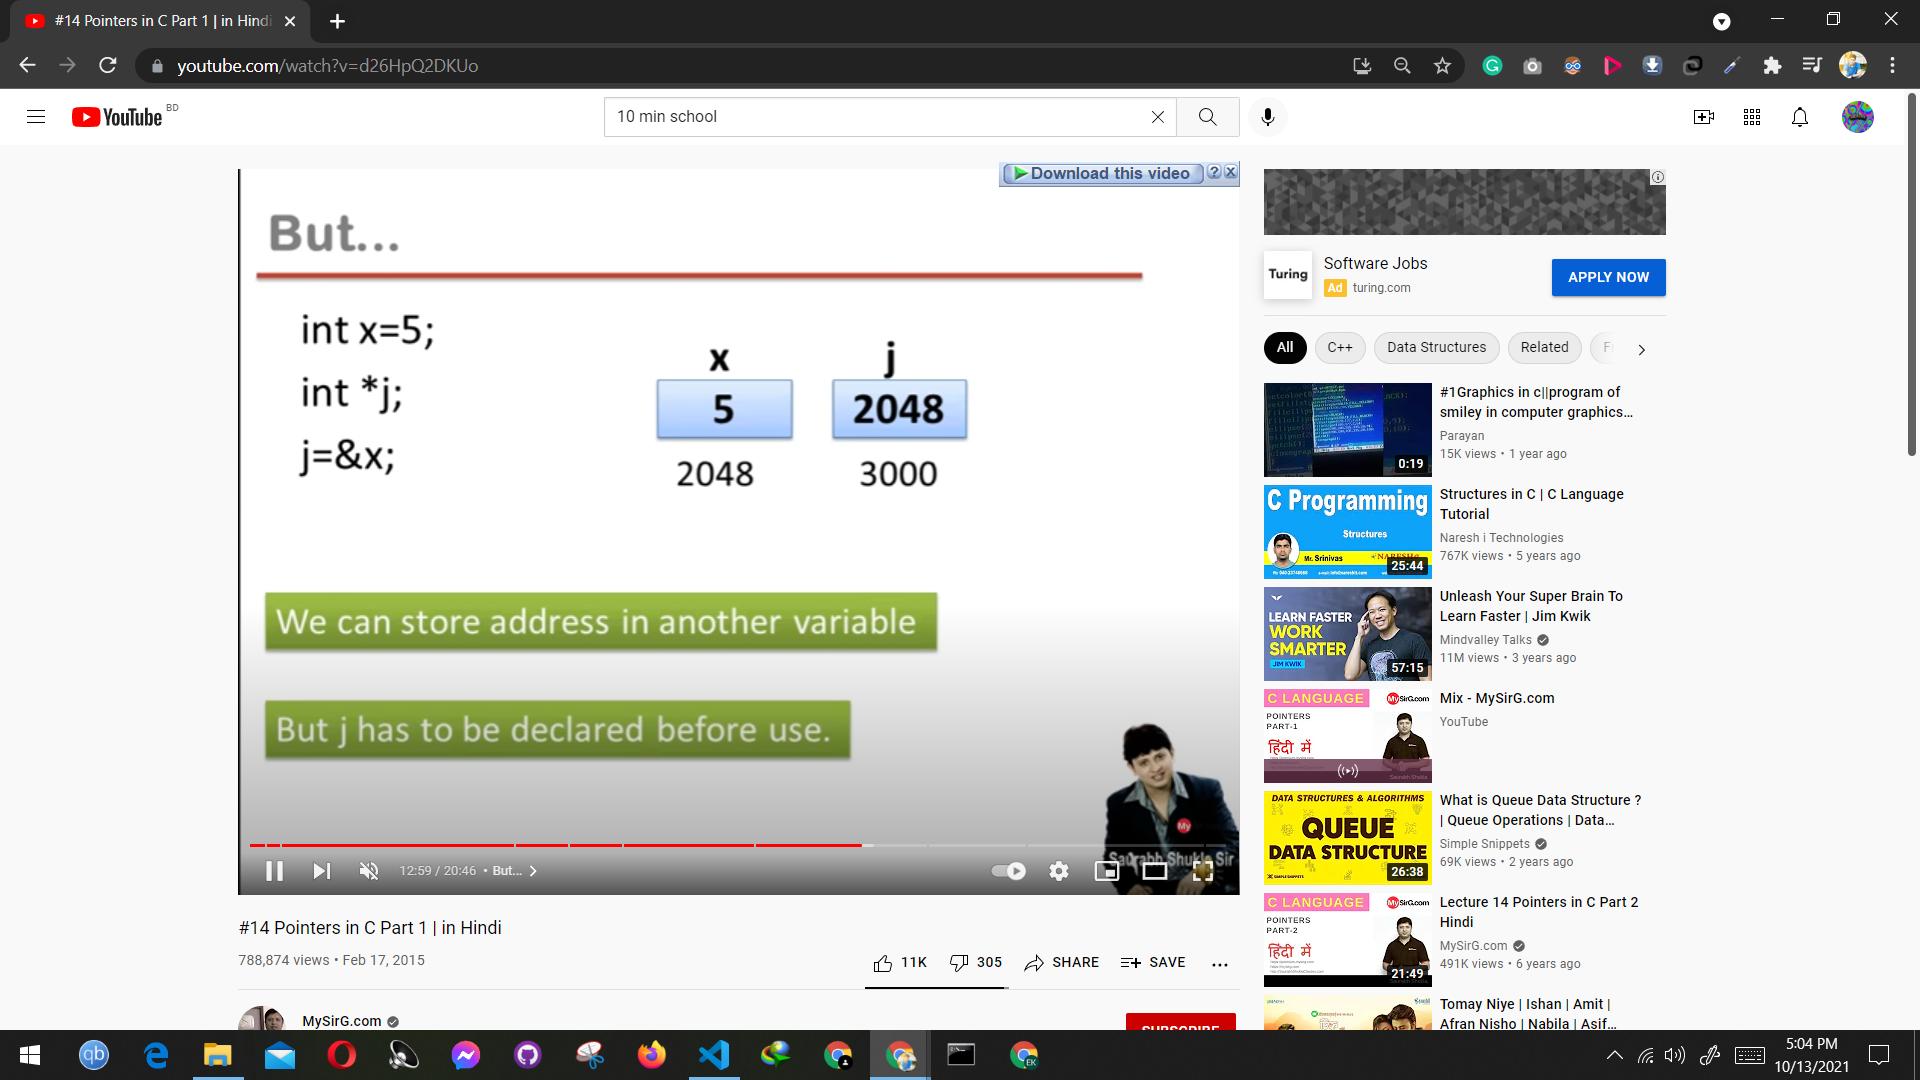 #14 Pointers in C Part 1 | in Hindi
youtube.com/watch?v=d26HpQ2DKUo
YouTube BD
10 min school
Download this video
But...
int x=5;
int *j;
j=&x;
x j
5 2048
2048 3000
We can store address in another variable
But j has to be declared before use.
My
Saurabh Shukla Sir
12:59 / 20:46 • But...
#14 Pointers in C Part 1 | in Hindi
788,874 views • Feb 17, 2015
11K 305 SHARE SAVE
MySirG.com
SUBSCRIBE
Turing
Software Jobs
Ad turing.com
APPLY NOW
All C++ Data Structures Related F
0:19
#1Graphics in c||program of
smiley in computer graphics...
Parayan
15K views • 1 year ago
C Programming
Structures
Mr. Srinivas
25:44
Structures in C | C Language
Tutorial
Naresh i Technologies
767K views • 5 years ago
LEARN FASTER
WORK
SMARTER
JIM KWIK
57:15
Unleash Your Super Brain To
Learn Faster | Jim Kwik
Mindvalley Talks
11M views • 3 years ago
C LANGUAGE MySirG.com
POINTERS
PART-1
हिंदी में
Mix - MySirG.com
YouTube
DATA STRUCTURES & ALGORITHMS
QUEUE
DATA STRUCTURE
SIMPLE SNIPPETS
26:38
What is Queue Data Structure ?
| Queue Operations | Data...
Simple Snippets
69K views • 2 years ago
C LANGUAGE MySirG.com
POINTERS
PART-2
हिंदी में
21:49
Lecture 14 Pointers in C Part 2
Hindi
MySirG.com
491K views • 6 years ago
Tomay Niye | Ishan | Amit |
Afran Nisho | Nabila | Asif...
qb
EK
5:04 PM
10/13/2021